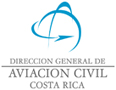 DIRECCION GENERAL DE
AVIACION CIVIL
COSTA RICA